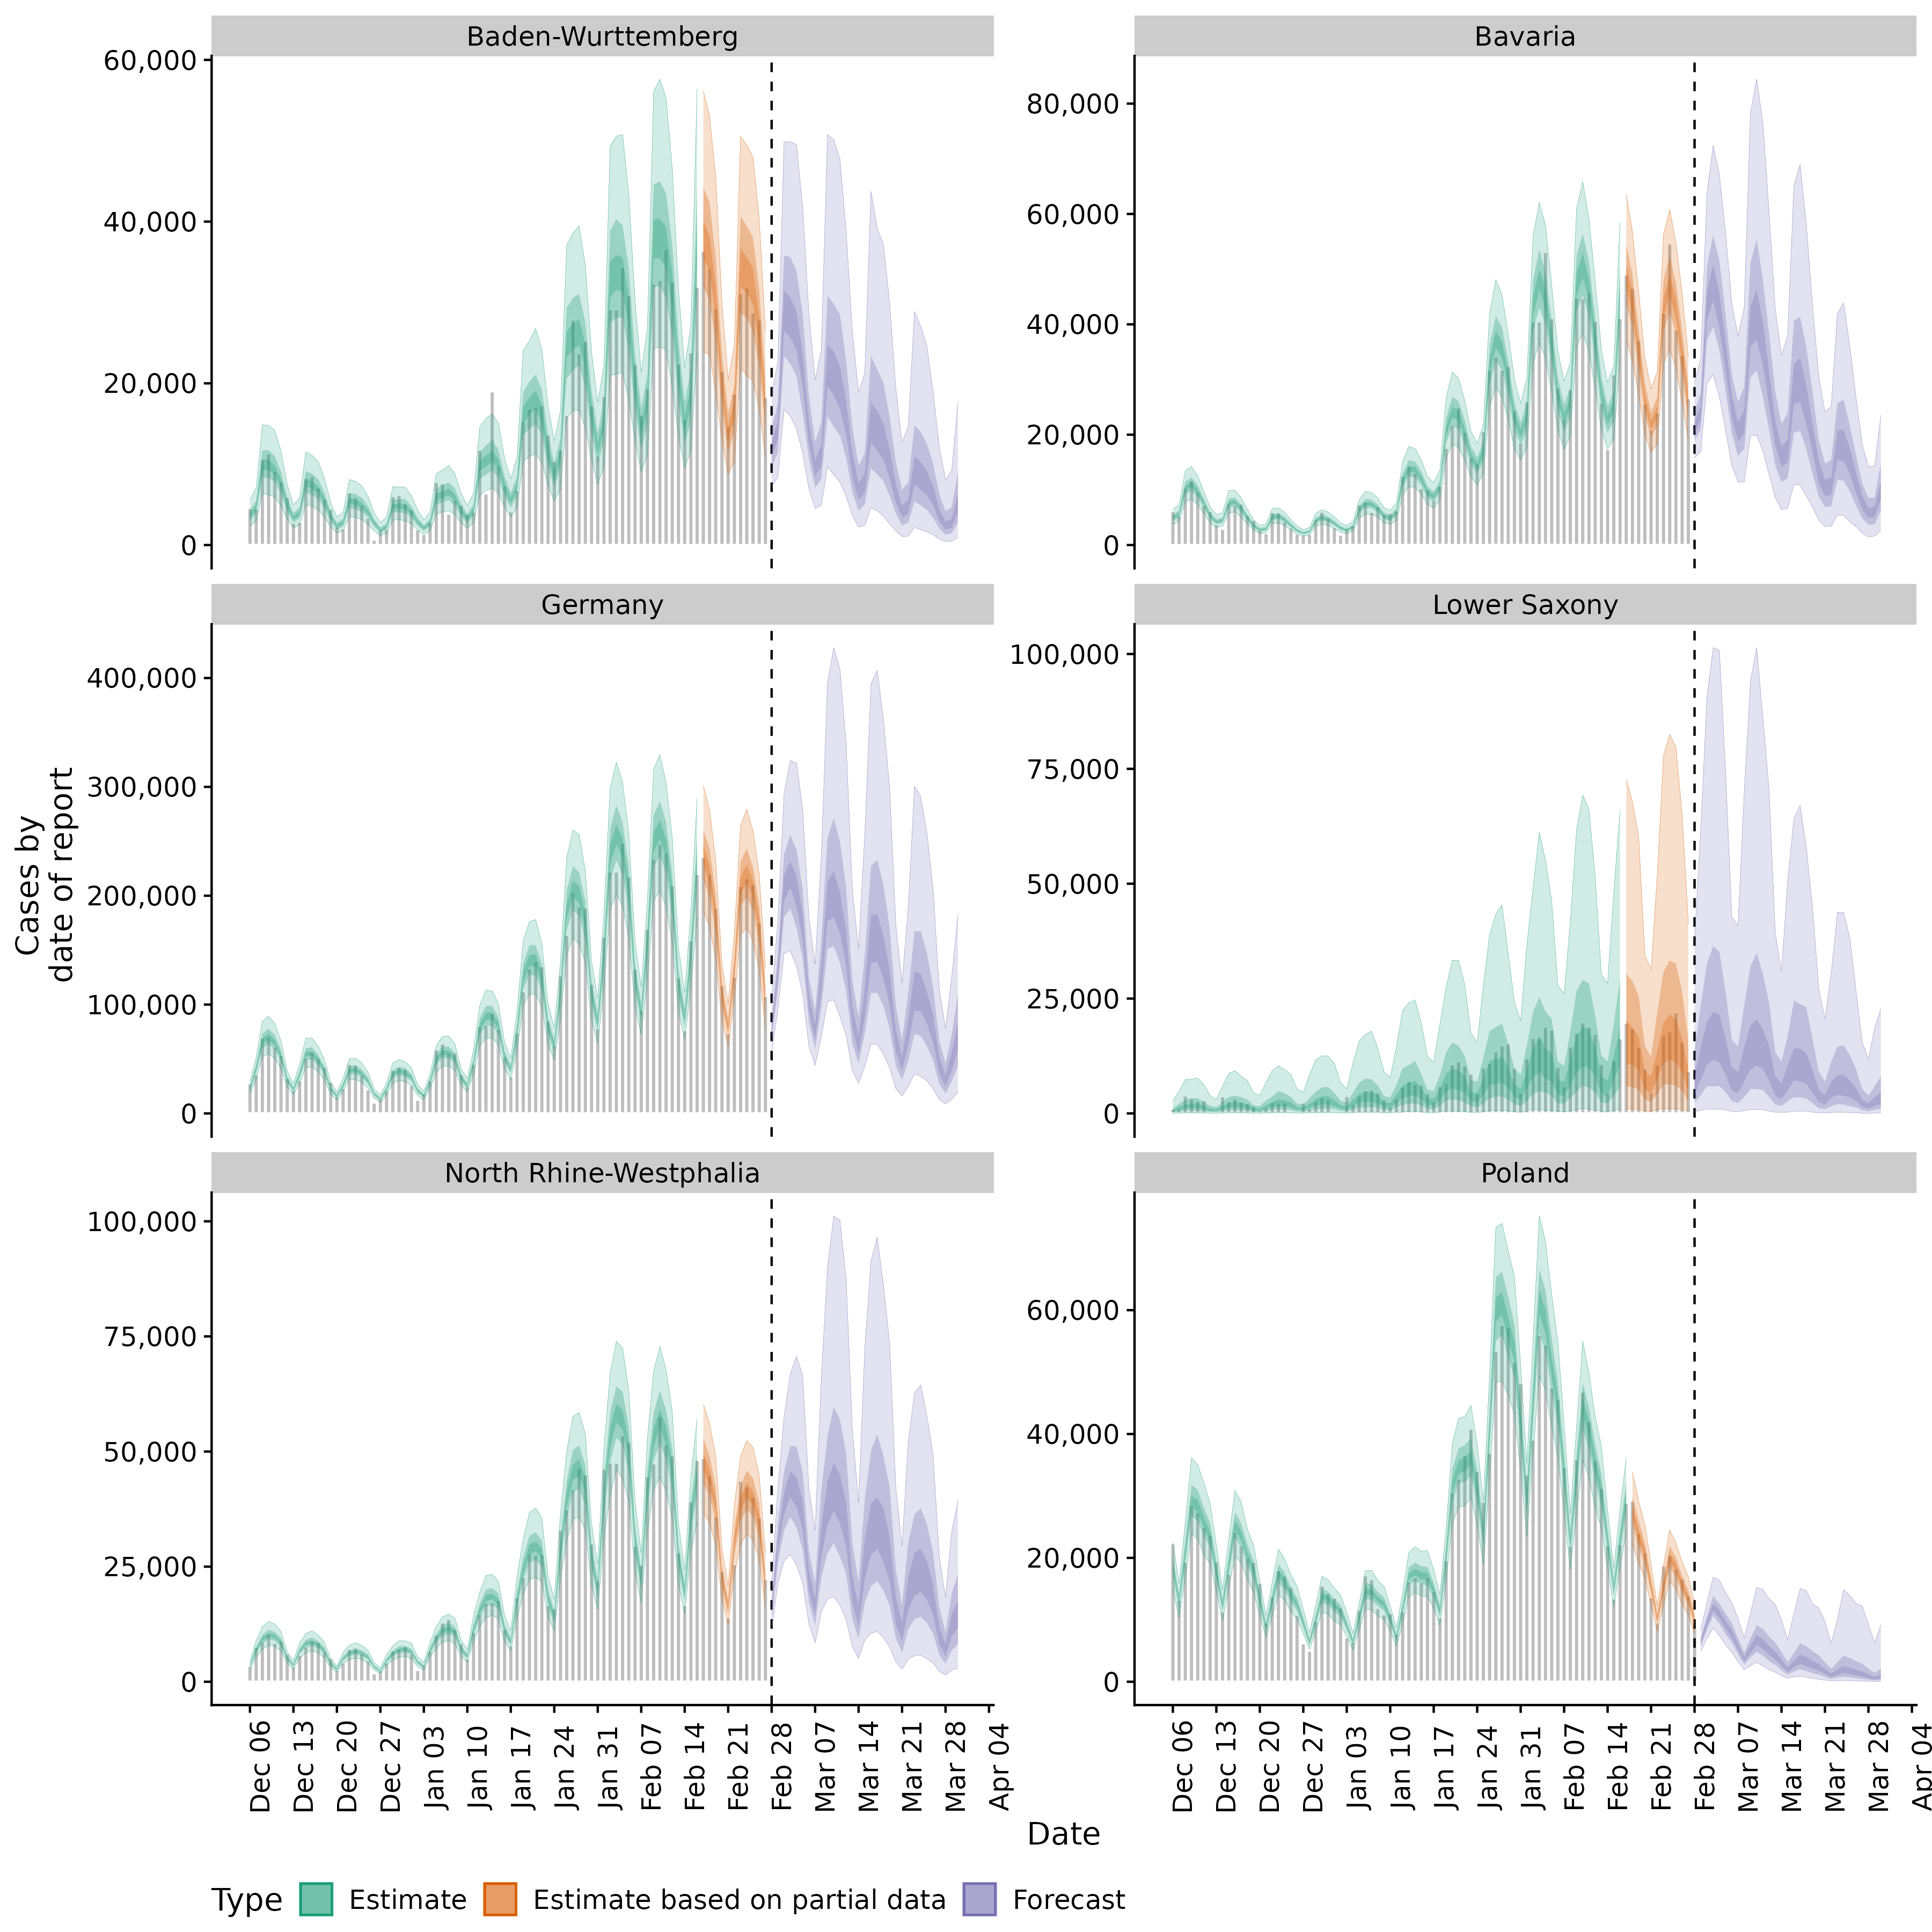 Baden-Wurttemberg
60,000
40,000
20,000
0
Bavaria
80,000
60,000
40,000
20,000
0
Germany
400,000
300,000
200,000
100,000
0
Lower Saxony
100,000
75,000
50,000
25,000
0
North Rhine-Westphalia
100,000
75,000
50,000
25,000
0
Poland
60,000
40,000
20,000
0
Cases by
date of report
Dec 06
Dec 13
Dec 20
Dec 27
Jan 03
Jan 10
Jan 17
Jan 24
Jan 31
Feb 07
Feb 14
Feb 21
Feb 28
Mar 07
Mar 14
Mar 21
Mar 28
Apr 04
Dec 06
Dec 13
Dec 20
Dec 27
Jan 03
Jan 10
Jan 17
Jan 24
Jan 31
Feb 07
Feb 14
Feb 21
Feb 28
Mar 07
Mar 14
Mar 21
Mar 28
Apr 04
Date
Type Estimate Estimate based on partial data Forecast